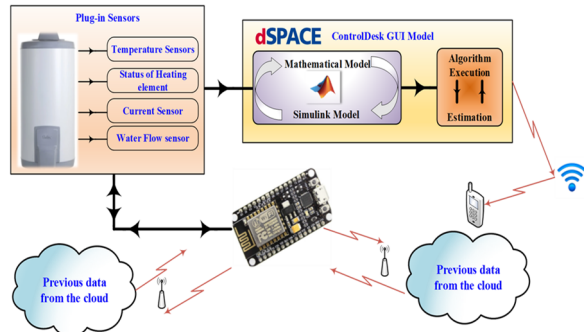 Plug-in Sensors
Temperature Sensors
Status of Heating
element
Current Sensor
Water Flow sensor
dSPACE ControlDesk GUI Model
Mathematical Model
Simulink Model
Algorithm
Execution
Estimation
Previous data
from the cloud
Previous data
from the cloud